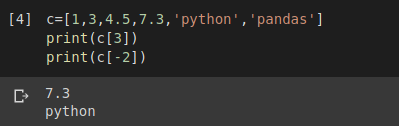 [4] c=[1,3,4.5,7.3,'python','pandas']
print(c[3])
print(c[-2])
7.3
python